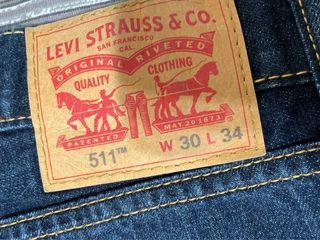 LEVI STRAUSS & CO.
SAN FRANCISCO
CAL.
ORIGINAL RIVETED
QUALITY CLOTHING
PATENTED MAY 20 1873
511™ W 30 L 34